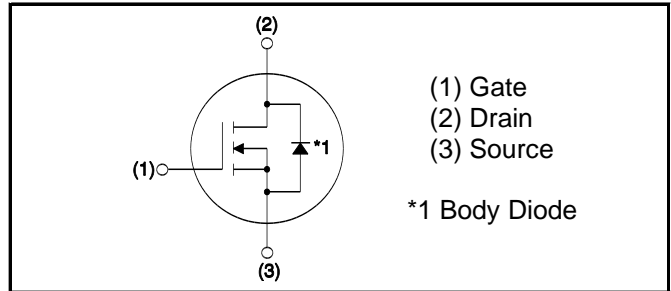 (2)
(1) Gate
(2) Drain
(3) Source
*1
(1)
*1 Body Diode
(3)